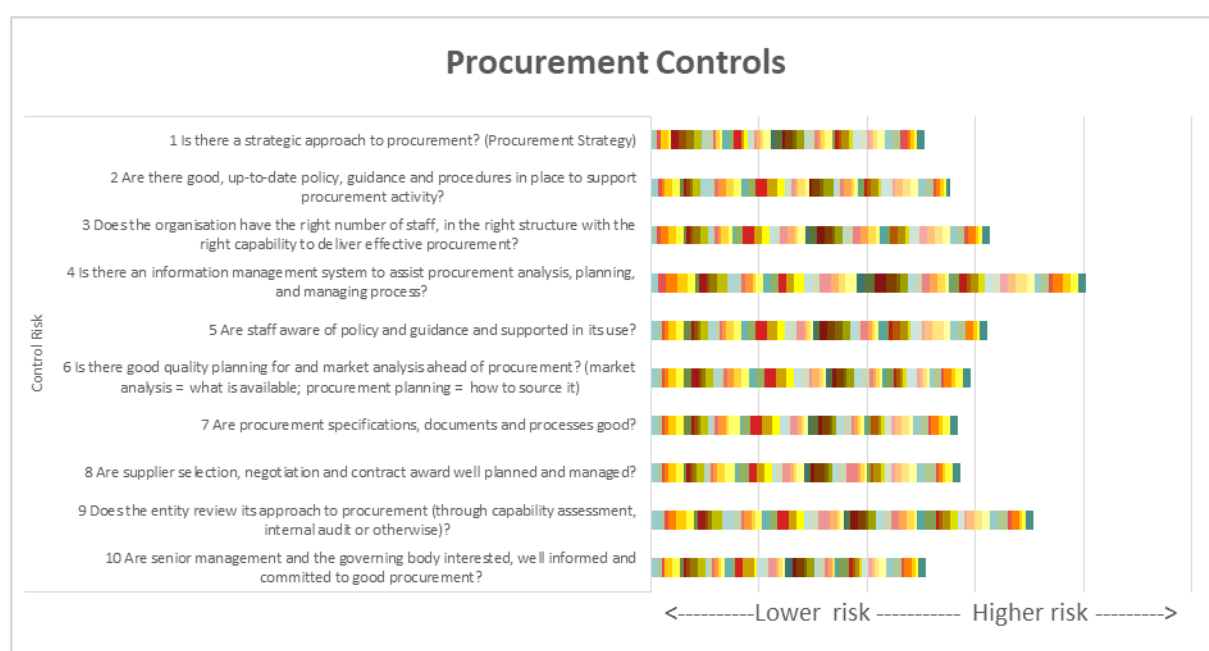 Procurement Controls
1 Is there a strategic approach to procurement? (Procurement Strategy)
2 Are there good, up-to-date policy, guidance and procedures in place to support
procurement activity?
3 Does the organisation have the right number of staff, in the right structure with the
right capability to deliver effective procurement?
4 Is there an information management system to assist procurement analysis, planning,
and managing process?
Control Risk
5 Are staff aware of policy and guidance and supported in its use?
6 Is there good quality planning for and market analysis ahead of procurement? (market
analysis = what is available; procurement planning = how to source it)
7 Are procurement specifications, documents and processes good?
8 Are supplier selection, negotiation and contract award well planned and managed?
9 Does the entity review its approach to procurement (through capability assessment,
internal audit or otherwise)?
10 Are senior management and the governing body interested, well informed and
committed to good procurement?
<----------Lower risk ----------- Higher risk --------->